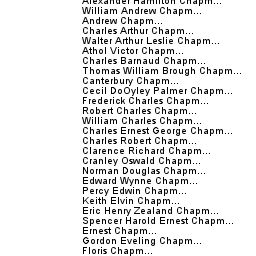 Alexander Hamilton Chapm...
William Andrew Chapm...
Andrew Chapm...
Charles Arthur Chapm...
Walter Arthur Leslie Chapm...
Athol Victor Chapm...
Charles Barnaud Chapm...
Thomas William Brough Chapm...
Canterbury Chapm...
Cecil DoOyley Palmer Chapm...
Frederick Charles Chapm...
Robert Charles Chapm...
William Charles Chapm...
Charles Ernest George Chapm...
Charles Robert Chapm...
Clarence Richard Chapm...
Cranley Oswald Chapm...
Norman Douglas Chapm...
Edward Wynne Chapm...
Percy Edwin Chapm...
Keith Elvin Chapm...
Eric Henry Zealand Chapm...
Spencer Harold Ernest Chapm...
Ernest Chapm...
Gordon Eveling Chapm...
Floris Chapm...